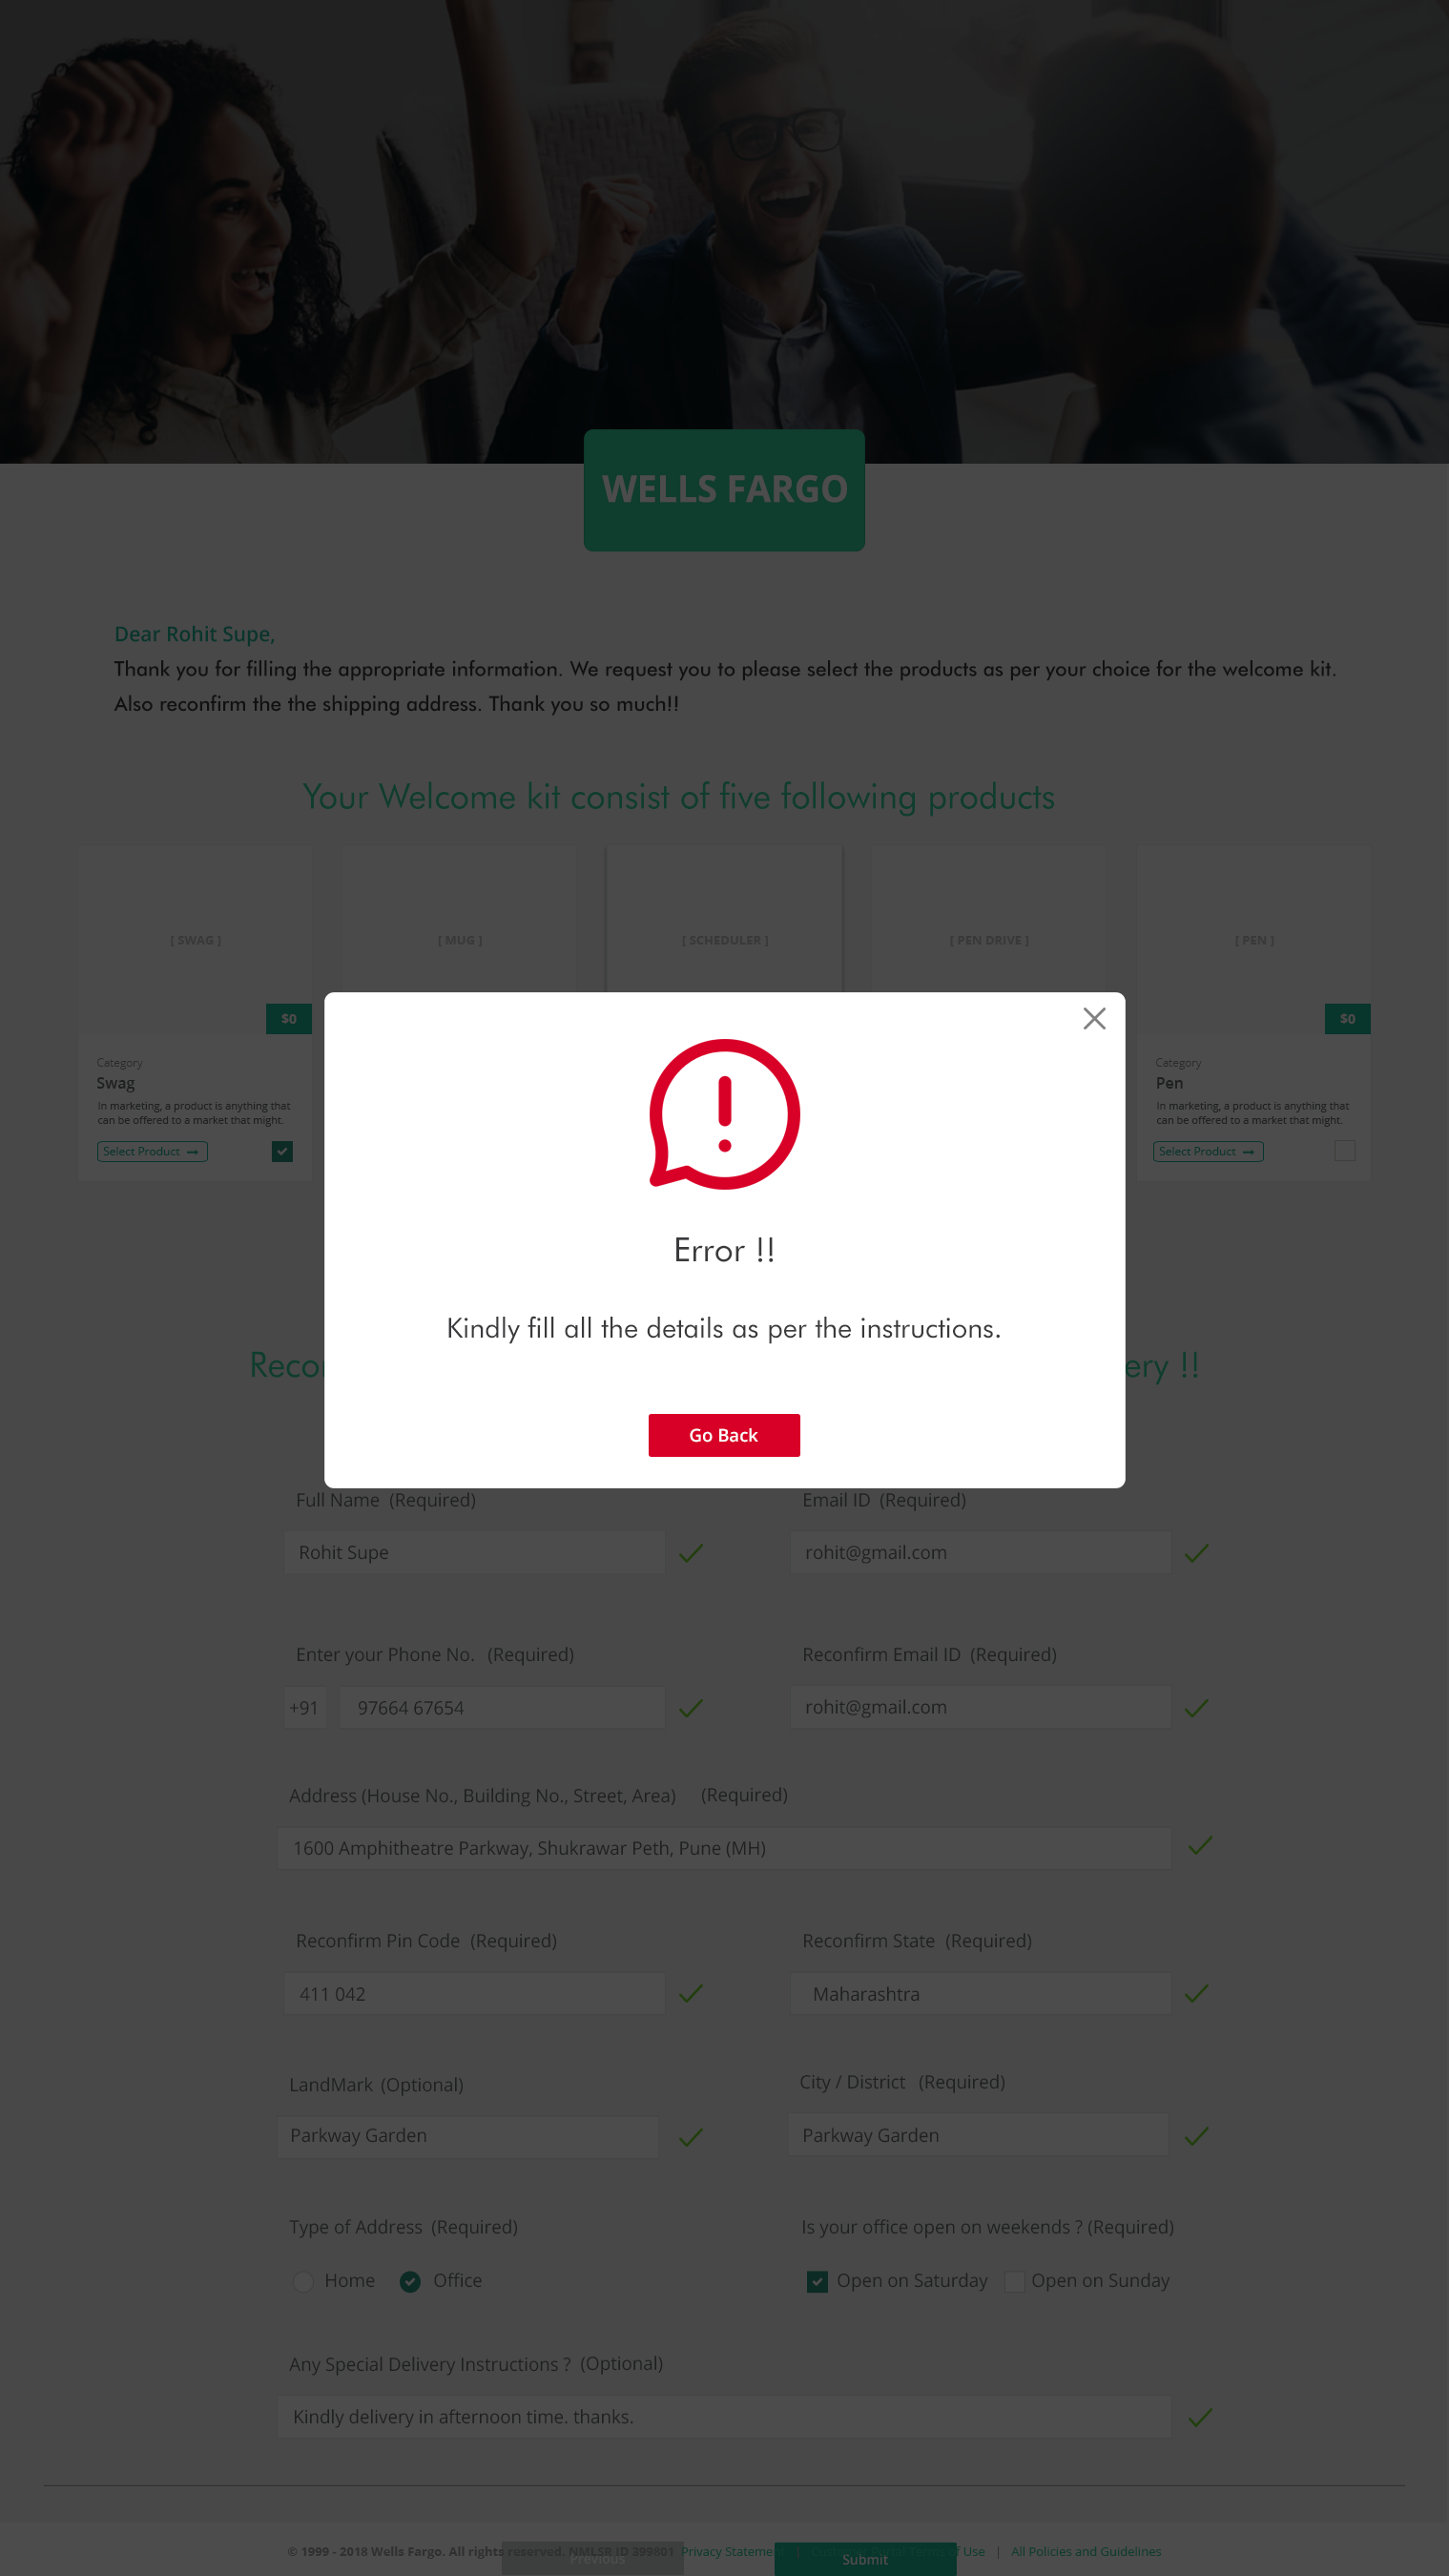 WELLS FARGO
Dear Rohit Supe,
Thank you for filling the appropriate information. We request you to please select the products as per your choice for the welcome kit.
Also reconfirm the the shipping address. Thank you so much!!
Your Welcome kit consist of five following products
[ SWAG ]
[ MUG ]
[ SCHEDULER ]
[ PEN DRIVE ]
[ PEN ]
$0
$0
Category
Swag
In marketing, a product is anything that
can be offered to a market that might.
Select Product
Category
Pen
In marketing, a product is anything that
can be offered to a market that might.
Select Product
Error !!
Kindly fill all the details as per the instructions.
Go Back
Full Name (Required)
Email ID (Required)
Rohit Supe
rohit@gmail.com
Enter your Phone No. (Required)
Reconfirm Email ID (Required)
+91 97664 67654
rohit@gmail.com
Address (House No., Building No., Street, Area) (Required)
1600 Amphitheatre Parkway, Shukrawar Peth, Pune (MH)
Reconfirm Pin Code (Required)
Reconfirm State (Required)
411 042
Maharashtra
LandMark (Optional)
City / District (Required)
Parkway Garden
Parkway Garden
Type of Address (Required)
Is your office open on weekends ? (Required)
Home Office
Open on Saturday Open on Sunday
Any Special Delivery Instructions ? (Optional)
Kindly delivery in afternoon time. thanks.
© 1999 - 2018 Wells Fargo. All rights reserved. NMLSR ID 399801 Privacy Statement Use | All Policies and Guidelines
Previous
Submit